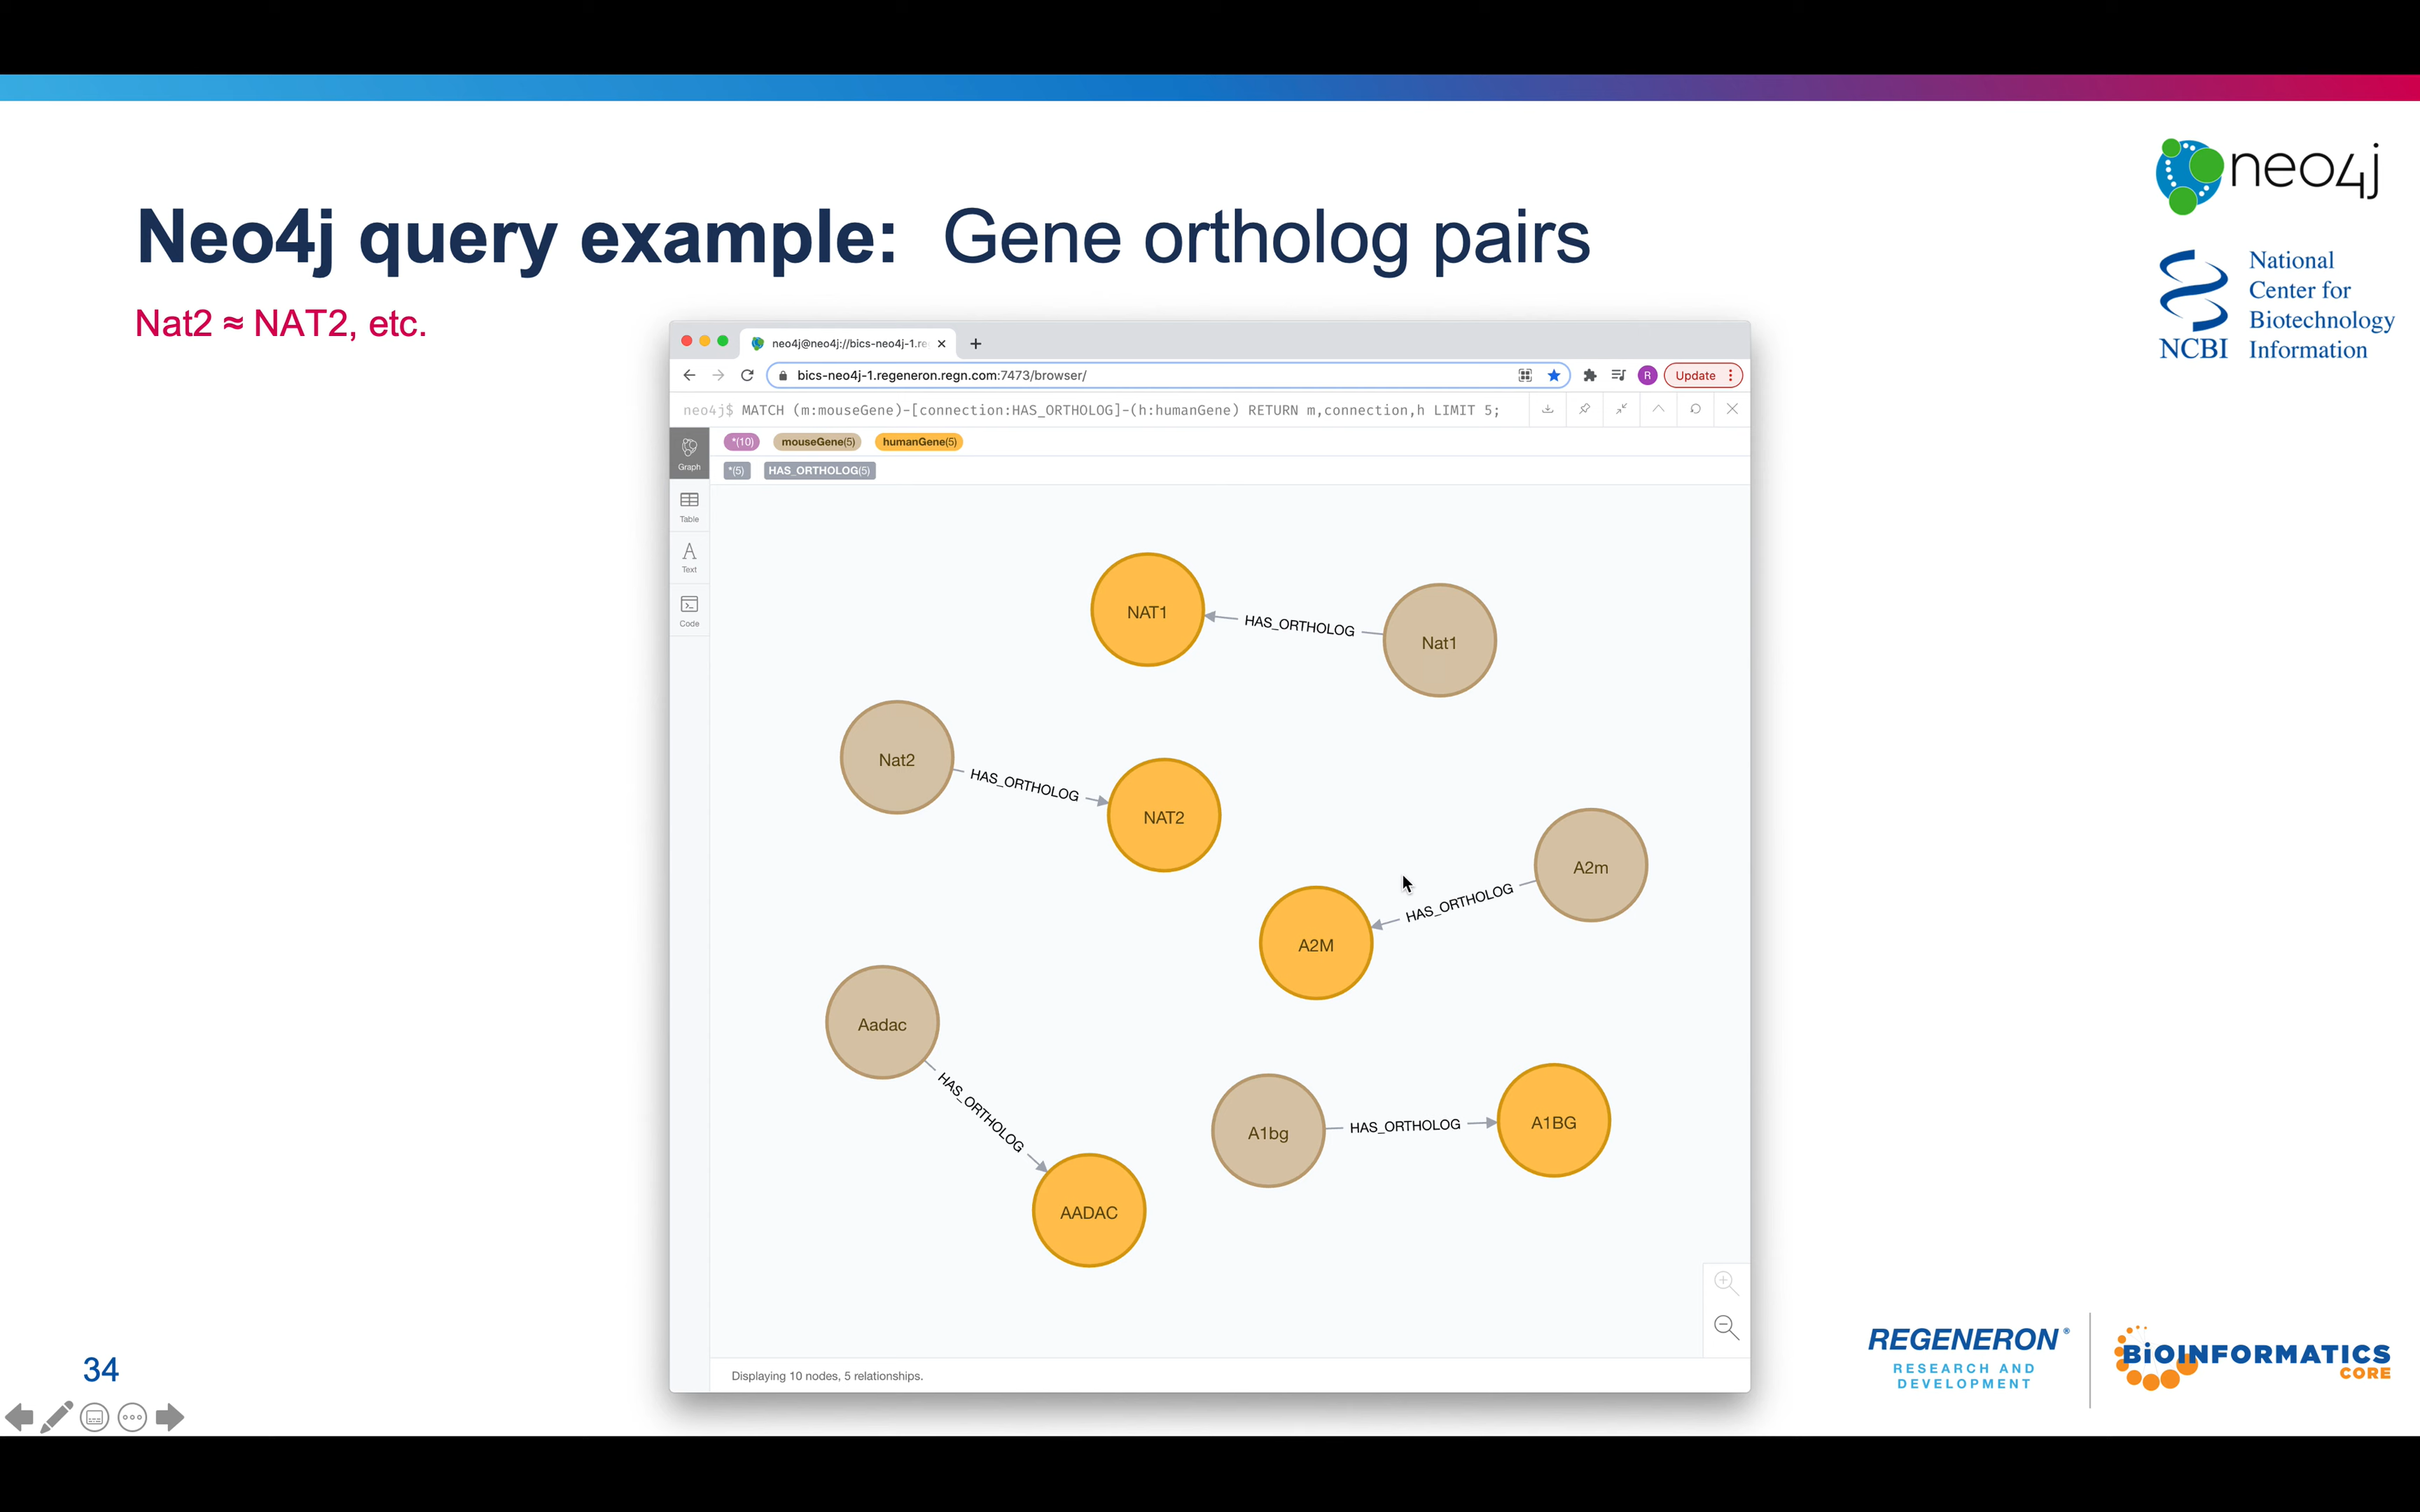 neo4j
Neo4j query example: Gene ortholog pairs
National
Center for
Biotechnology
NCBI Information
Nat2 ≈ NAT2, etc.
neo4j@neo4j://bics-neo4j-1.re
bics-neo4j-1.regeneron.regn.com:7473/browser/
R
Update
neo4j$ MATCH (m:mouseGene)-[connection:HAS_ORTHOLOG]-(h:humanGene) RETURN m,connection,h LIMIT 5;
*(10) mouseGene(5) humanGene(5)
*(5) HAS_ORTHOLOG(5)
Graph
Table
Text
Code
NAT1 HAS_ORTHOLOG Nat1
Nat2 HAS_ORTHOLOG NAT2
A2M HAS_ORTHOLOG A2m
Aadac HAS_ORTHOLOG AADAC
A1bg HAS_ORTHOLOG A1BG
Displaying 10 nodes, 5 relationships.
34
REGENERON®
RESEARCH AND
DEVELOPMENT
BiOINFORMATICS
CORE